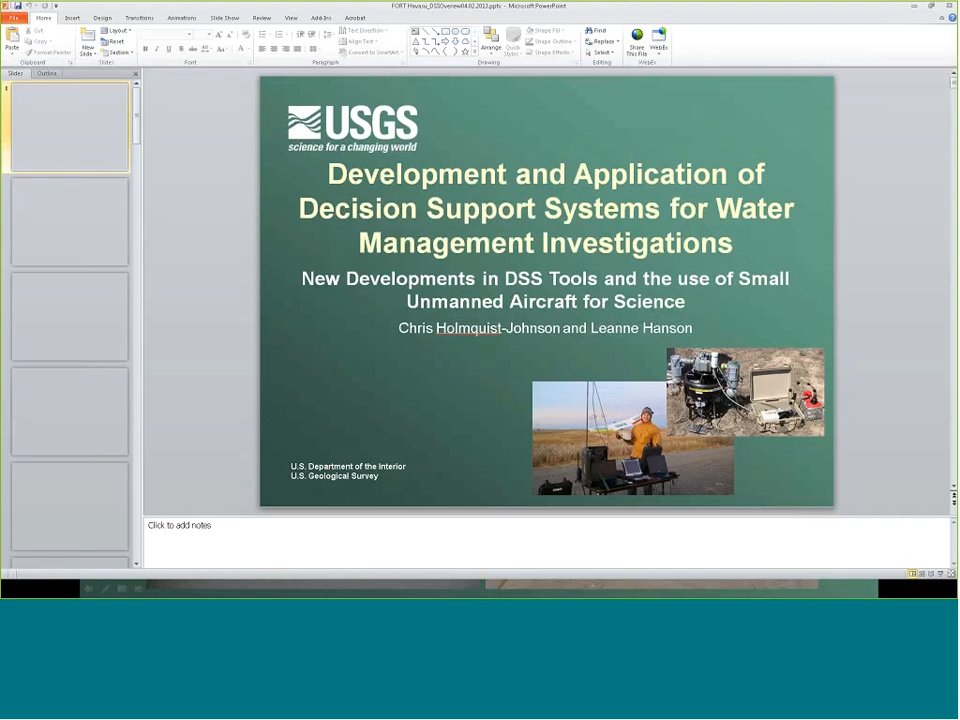 FORT Havasu_DSSOverview04.02.2013.pptx - Microsoft PowerPoint
File Home Insert Design Transitions Animations Slide Show Review View Add-Ins Acrobat
Paste
Cut
Copy
Format Painter
Clipboard
New Slide
Layout
Reset
Section
Slides
Font
Paragraph
Text Direction
Align Text
Convert to SmartArt
Arrange
Quick Styles
Shape Fill
Shape Outline
Shape Effects
Drawing
Find
Replace
Select
Editing
Share This File
WebEx
WebEx
Slides Outline
1
USGS
science for a changing world
Development and Application of
Decision Support Systems for Water
Management Investigations
New Developments in DSS Tools and the use of Small
Unmanned Aircraft for Science
Chris Holmquist-Johnson and Leanne Hanson
U.S. Department of the Interior
U.S. Geological Survey
Click to add notes